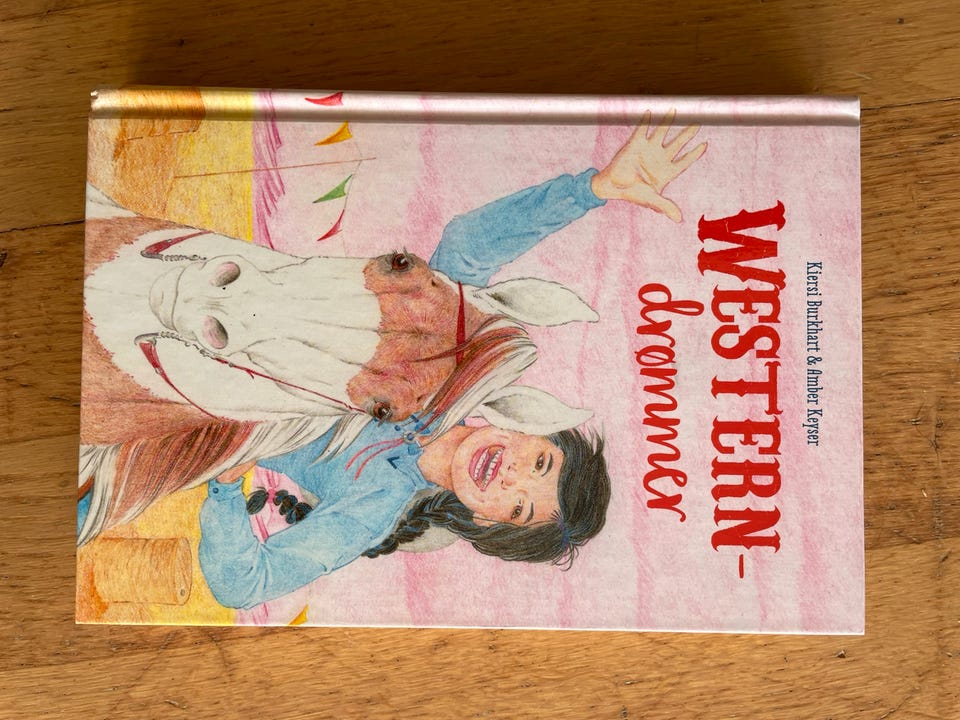 Kiersi Burkhart & Amber Keyser
WESTERN-
drømmer